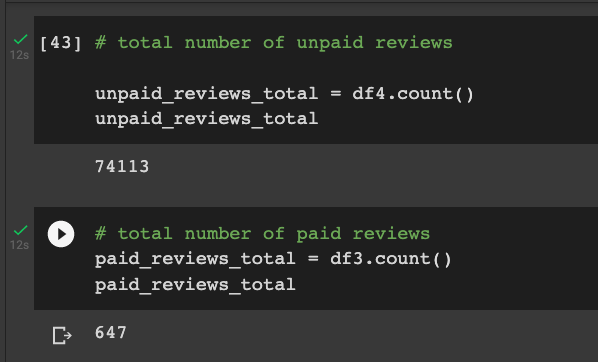 [43] # total number of unpaid reviews
12s
unpaid_reviews_total = df4.count()
unpaid_reviews_total
74113
# total number of paid reviews
12s
paid_reviews_total = df3.count()
paid_reviews_total
647